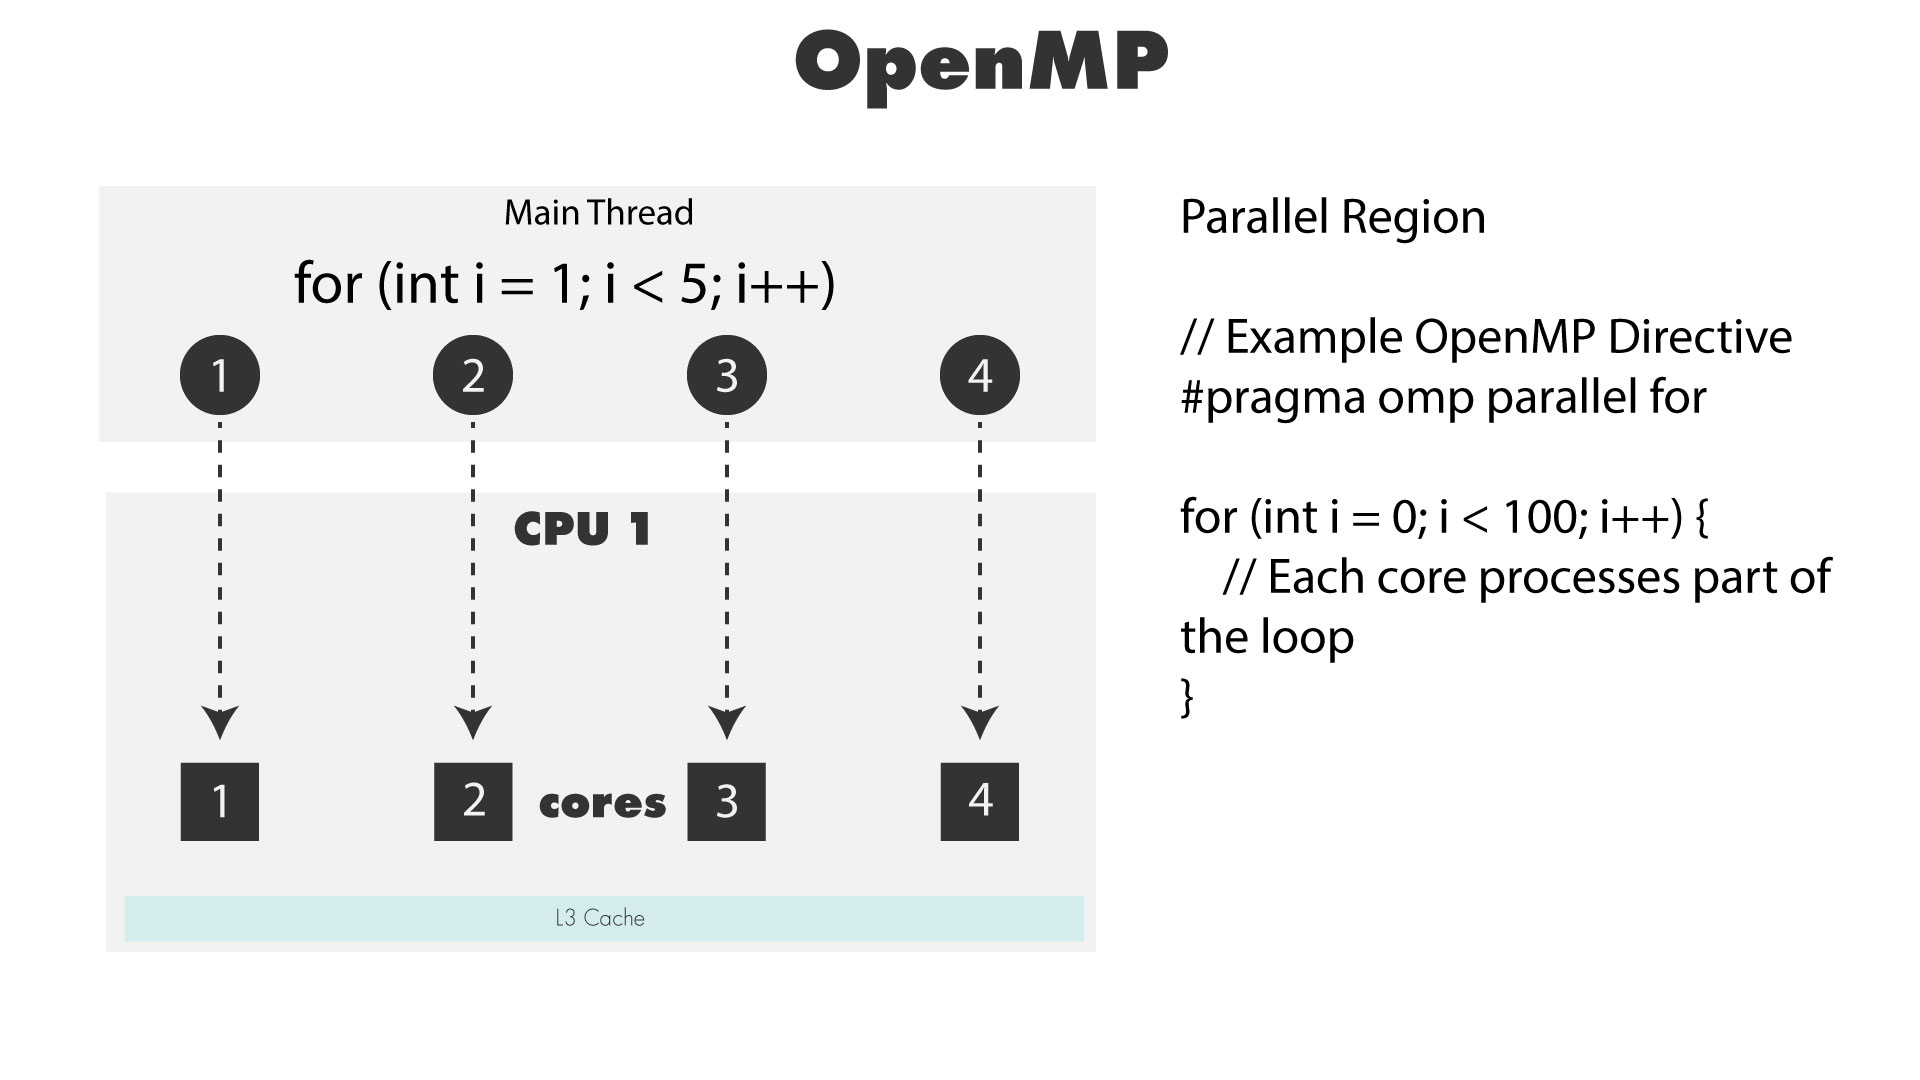 OpenMP
Main Thread
for (int i = 1; i < 5; i++)
1 2 3 4
CPU 1
1 2 cores 3 4
L3 Cache
Parallel Region
// Example OpenMP Directive
#pragma omp parallel for
for (int i = 0; i < 100; i++) {
// Each core processes part of
the loop
}